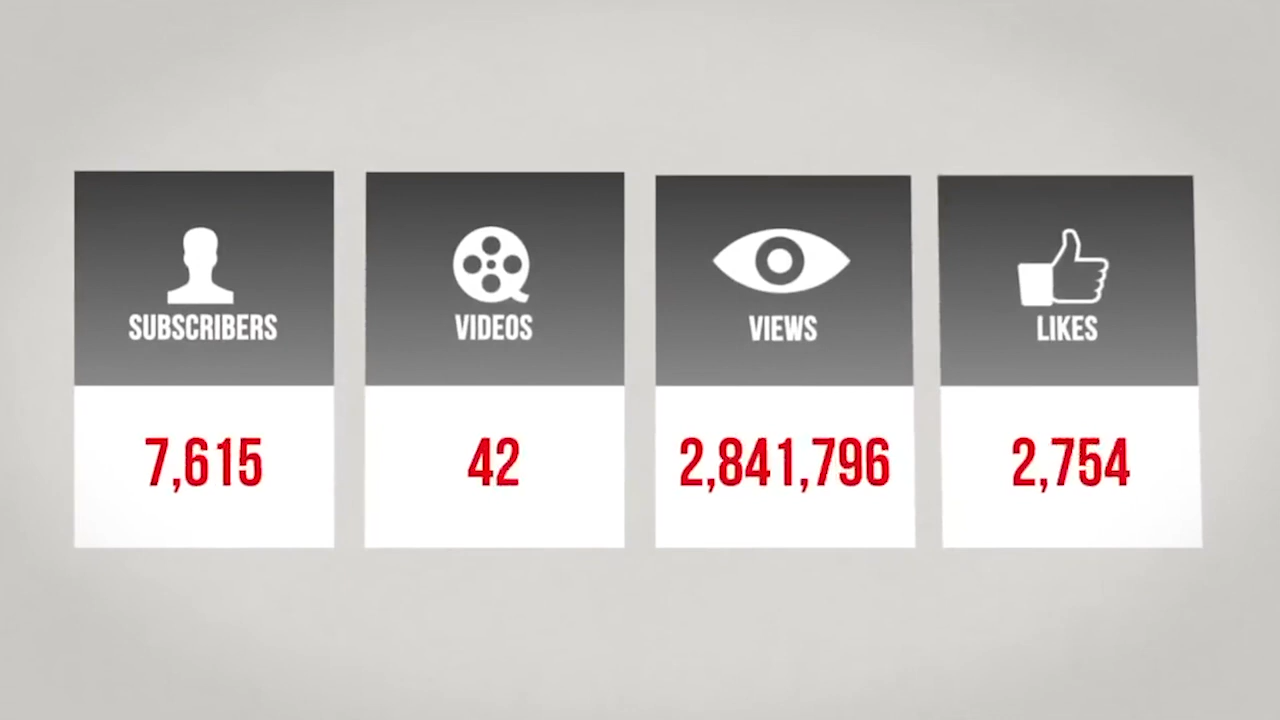 SUBSCRIBERS
7,615
VIDEOS
42
VIEWS
2,841,796
LIKES
2,754